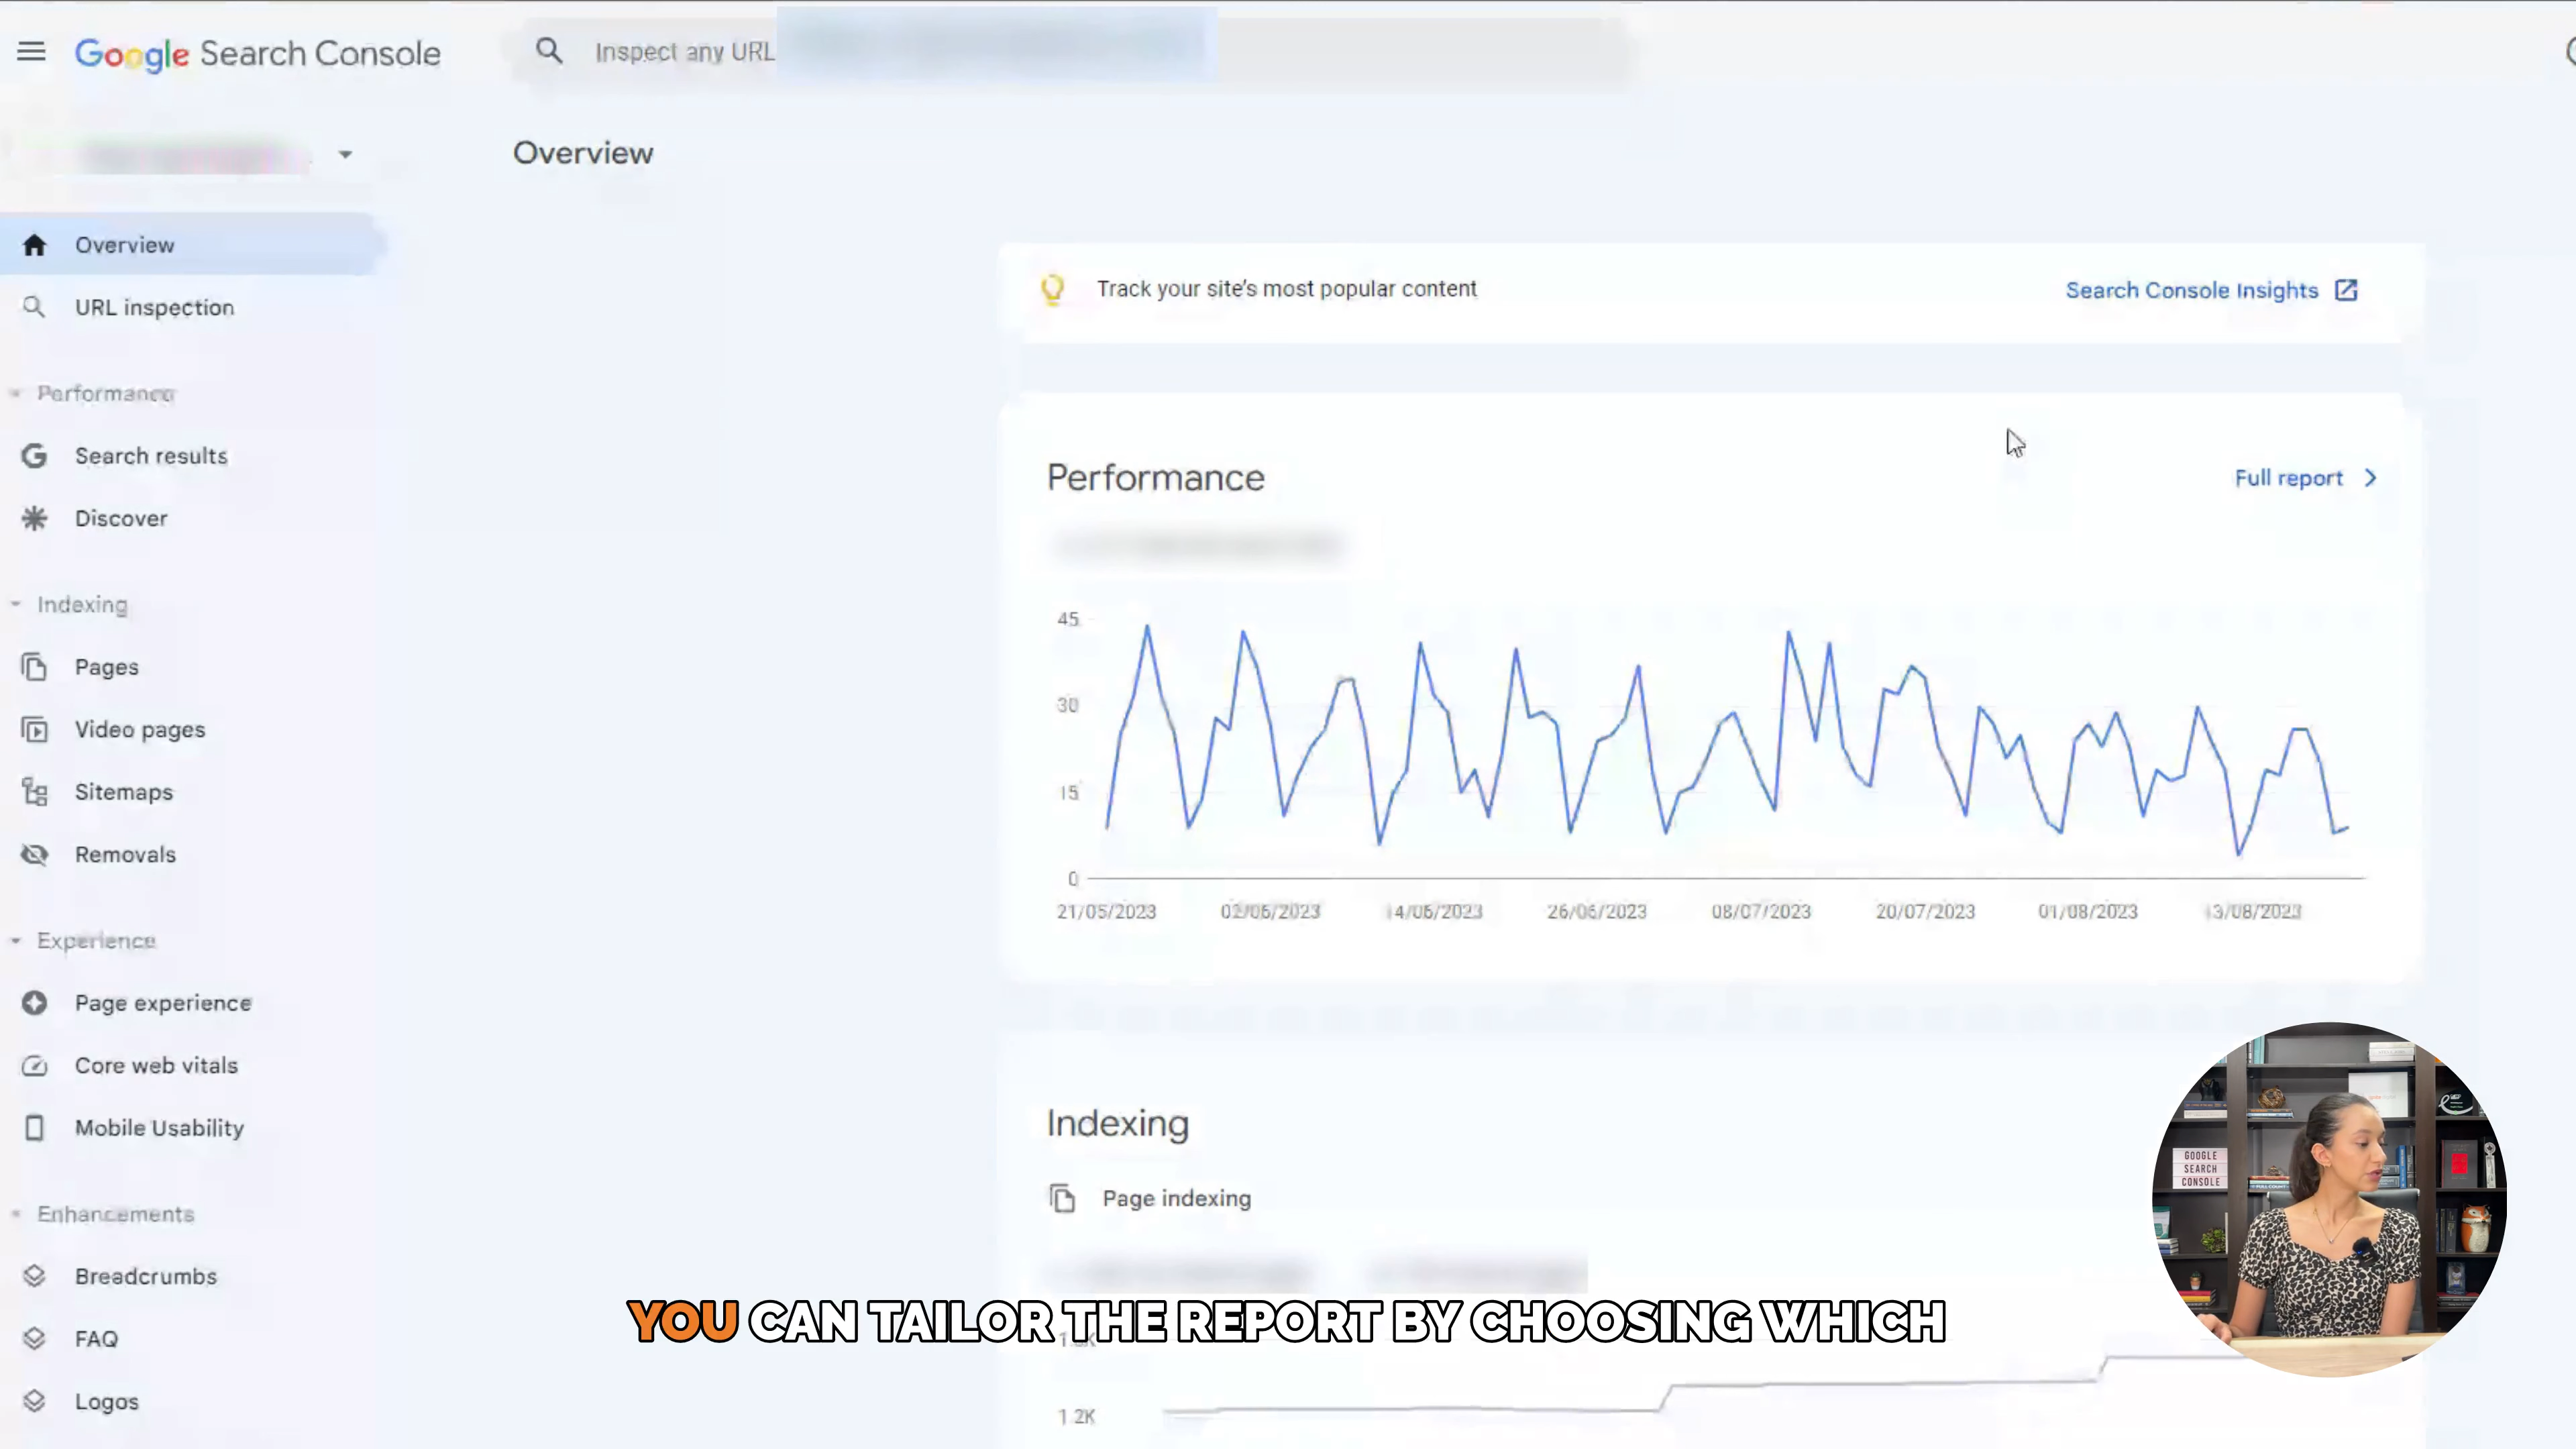 Google Search Console
Inspect any URL
Overview
Overview
URL inspection
Performance
Search results
Discover
Indexing
Pages
Video pages
Sitemaps
Removals
Experience
Page experience
Core web vitals
Mobile Usability
Enhancements
Breadcrumbs
FAQ
Logos
Track your site's most popular content
Search Console Insights
Performance
Full report
45
30
15
0
21/05/2023 02/06/2023 14/06/2023 26/06/2023 08/07/2023 20/07/2023 01/08/2023 13/08/2023
Indexing
Page indexing
1.2K
GOOGLE
SEARCH
CONSOLE
YOU CAN TAILOR THE REPORT BY CHOOSING WHICH